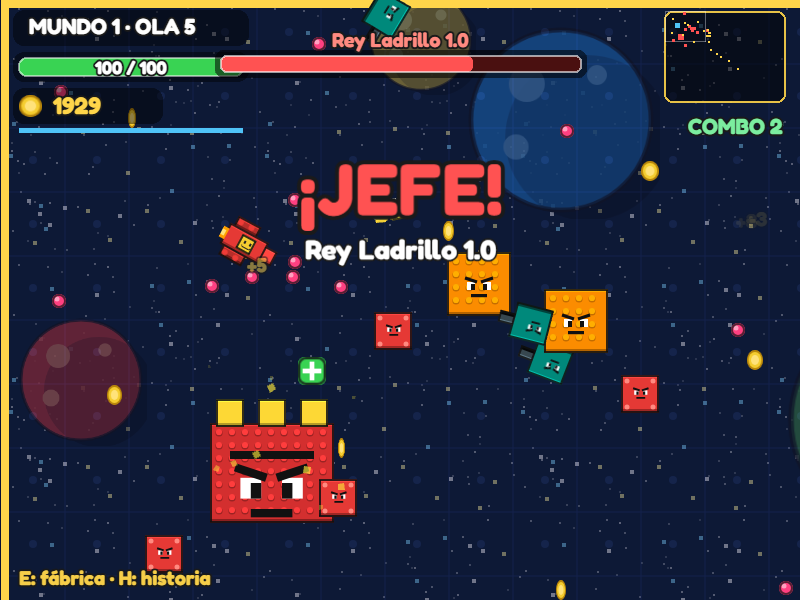 MUNDO 1 · OLA 5
Rey Ladrillo 1.0
100 / 100
1929
COMBO 2
¡JEFE!
Rey Ladrillo 1.0
+5
E: fábrica · H: historia